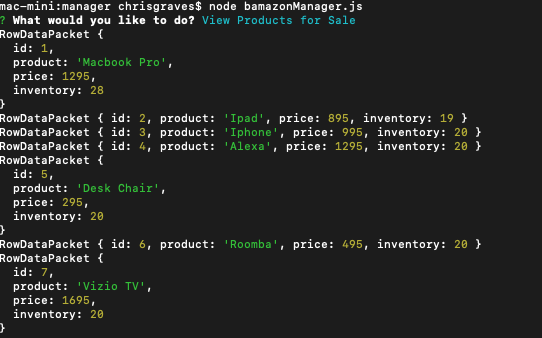 mac-mini:manager chrisgraves$ node bamazonManager.js
? What would you like to do? View Products for Sale
RowDataPacket {
  id: 1,
  product: 'Macbook Pro',
  price: 1295,
  inventory: 28
}
RowDataPacket { id: 2, product: 'Ipad', price: 895, inventory: 19 }
RowDataPacket { id: 3, product: 'Iphone', price: 995, inventory: 20 }
RowDataPacket { id: 4, product: 'Alexa', price: 1295, inventory: 20 }
RowDataPacket {
  id: 5,
  product: 'Desk Chair',
  price: 295,
  inventory: 20
}
RowDataPacket { id: 6, product: 'Roomba', price: 495, inventory: 20 }
RowDataPacket {
  id: 7,
  product: 'Vizio TV',
  price: 1695,
  inventory: 20
}